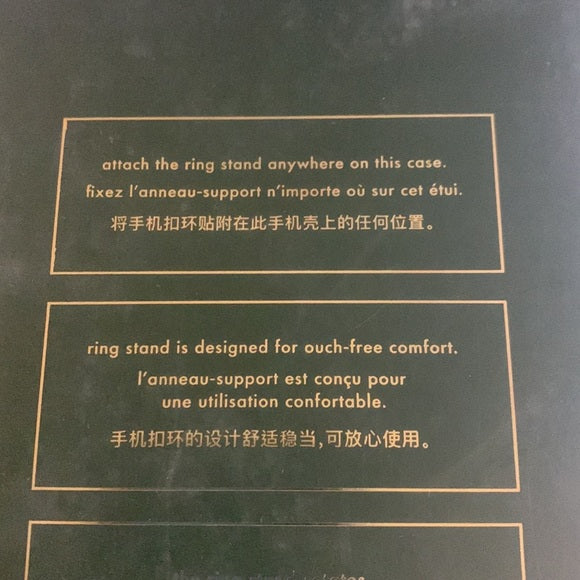 attach the ring stand anywhere on this case.
fixez l'anneau-support n'importe où sur cet étui.
将手机扣环贴附在此手机壳上的任何位置。
ring stand is designed for ouch-free comfort.
l'anneau-support est conçu pour
une utilisation confortable.
手机扣环的设计舒适稳当,可放心使用。